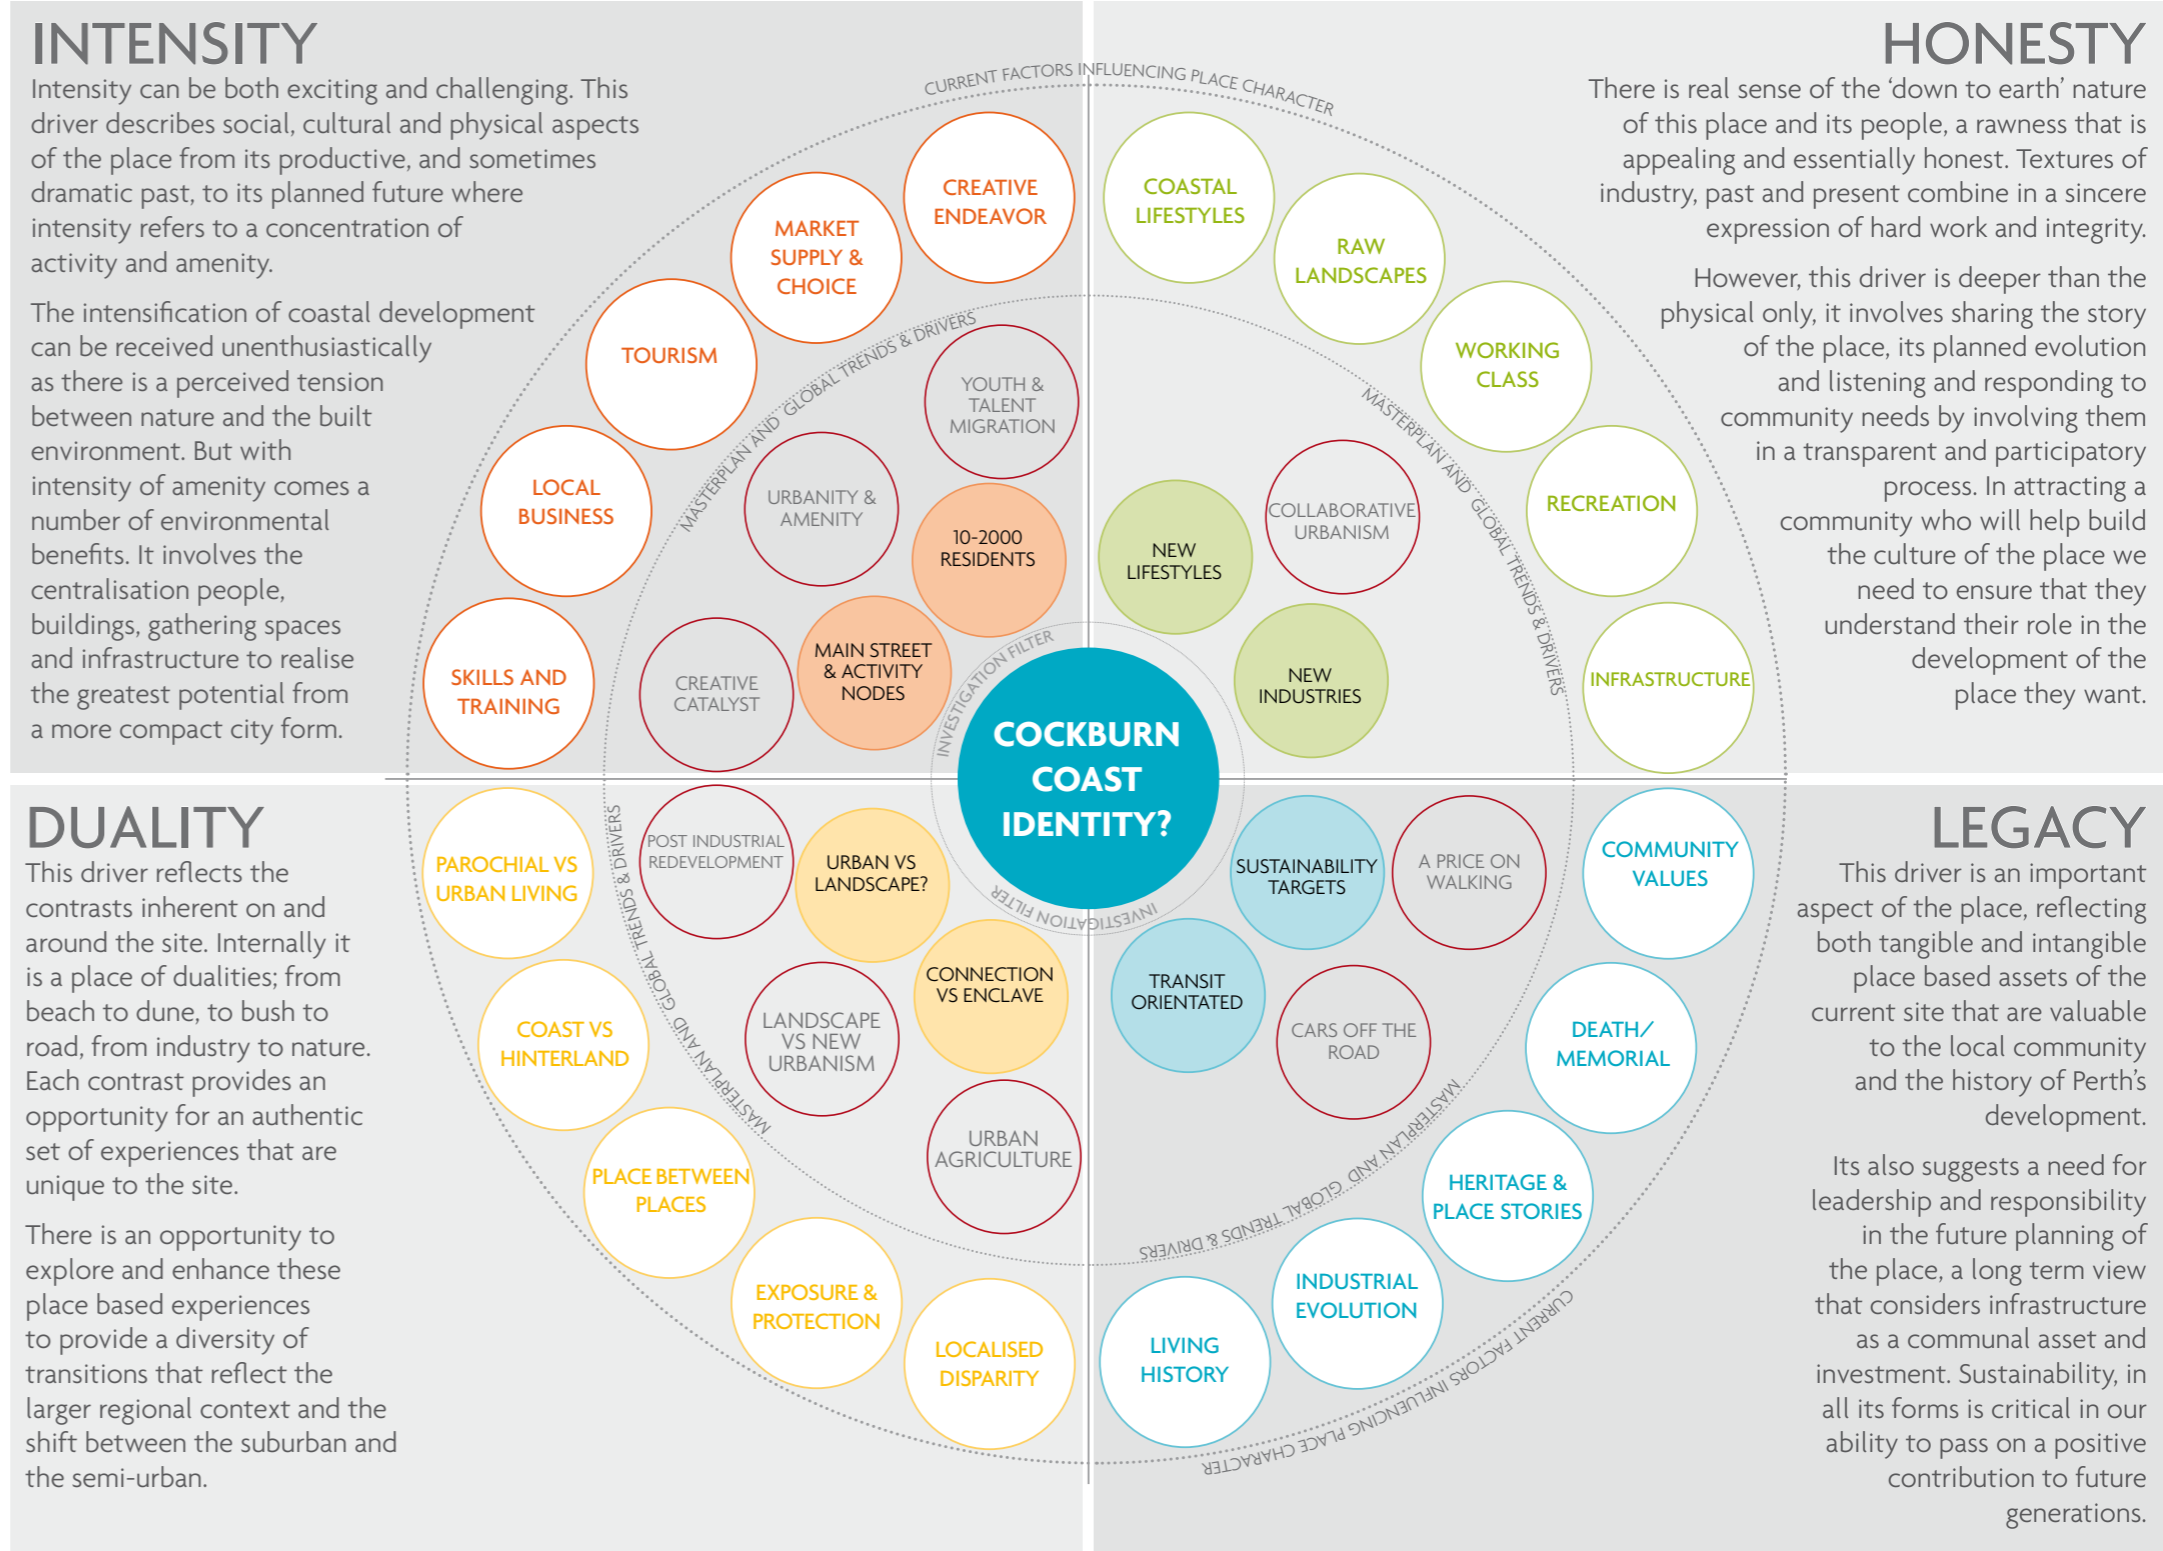 INTENSITY
Intensity can be both exciting and challenging. This
driver describes social, cultural and physical aspects
of the place from its productive, and sometimes
dramatic past, to its planned future where
intensity refers to a concentration of
activity and amenity.
The intensification of coastal development
can be received unenthusiastically
as there is a perceived tension
between nature and the built
environment. But with
intensity of amenity comes a
number of environmental
benefits. It involves the
centralisation people,
buildings, gathering spaces
and infrastructure to realise
the greatest potential from
a more compact city form.
HONESTY
There is real sense of the ‘down to earth’ nature
of this place and its people, a rawness that is
appealing and essentially honest. Textures of
industry, past and present combine in a sincere
expression of hard work and integrity.
However, this driver is deeper than the
physical only, it involves sharing the story
of the place, its planned evolution
and listening and responding to
community needs by involving them
in a transparent and participatory
process. In attracting a
community who will help build
the culture of the place we
need to ensure that they
understand their role in the
development of the
place they want.
CURRENT FACTORS INFLUENCING PLACE CHARACTER
CREATIVE
ENDEAVOR
MARKET
SUPPLY &
CHOICE
TOURISM
LOCAL
BUSINESS
SKILLS AND
TRAINING
MASTERPLAN AND GLOBAL TRENDS & DRIVERS
YOUTH &
TALENT
MIGRATION
URBANITY &
AMENITY
CREATIVE
CATALYST
10-2000
RESIDENTS
MAIN STREET
& ACTIVITY
NODES
INVESTIGATION FILTER
COASTAL
LIFESTYLES
RAW
LANDSCAPES
WORKING
CLASS
RECREATION
INFRASTRUCTURE
MASTERPLAN AND GLOBAL TRENDS & DRIVERS
COLLABORATIVE
URBANISM
NEW
LIFESTYLES
NEW
INDUSTRIES
COCKBURN
COAST
IDENTITY?
DUALITY
This driver reflects the
contrasts inherent on and
around the site. Internally it
is a place of dualities; from
beach to dune, to bush to
road, from industry to nature.
Each contrast provides an
opportunity for an authentic
set of experiences that are
unique to the site.
There is an opportunity to
explore and enhance these
place based experiences
to provide a diversity of
transitions that reflect the
larger regional context and the
shift between the suburban and
the semi-urban.
PAROCHIAL VS
URBAN LIVING
COAST VS
HINTERLAND
PLACE BETWEEN
PLACES
EXPOSURE &
PROTECTION
LOCALISED
DISPARITY
MASTERPLAN AND GLOBAL TRENDS & DRIVERS
POST INDUSTRIAL
REDEVELOPMENT
LANDSCAPE
VS NEW
URBANISM
URBAN
AGRICULTURE
URBAN VS
LANDSCAPE?
CONNECTION
VS ENCLAVE
INVESTIGATION FILTER
SUSTAINABILITY
TARGETS
TRANSIT
ORIENTATED
A PRICE ON
WALKING
CARS OFF THE
ROAD
MASTERPLAN AND GLOBAL TRENDS & DRIVERS
COMMUNITY
VALUES
DEATH/
MEMORIAL
HERITAGE &
PLACE STORIES
INDUSTRIAL
EVOLUTION
LIVING
HISTORY
CURRENT FACTORS INFLUENCING PLACE CHARACTER
LEGACY
This driver is an important
aspect of the place, reflecting
both tangible and intangible
place based assets of the
current site that are valuable
to the local community
and the history of Perth’s
development.
Its also suggests a need for
leadership and responsibility
in the future planning of
the place, a long term view
that considers infrastructure
as a communal asset and
investment. Sustainability, in
all its forms is critical in our
ability to pass on a positive
contribution to future
generations.